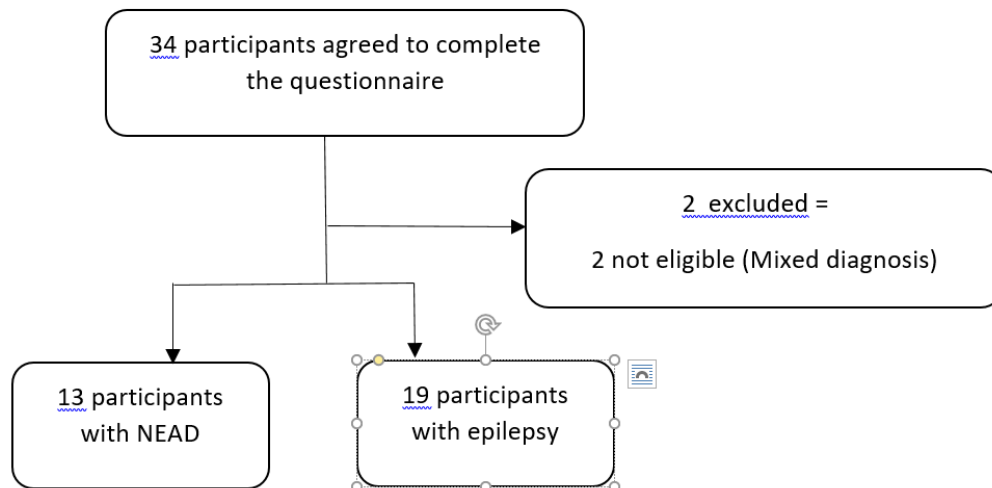 34 participants agreed to complete
the questionnaire
2  excluded =
2 not eligible (Mixed diagnosis)
13 participants
with NEAD
19 participants
with epilepsy